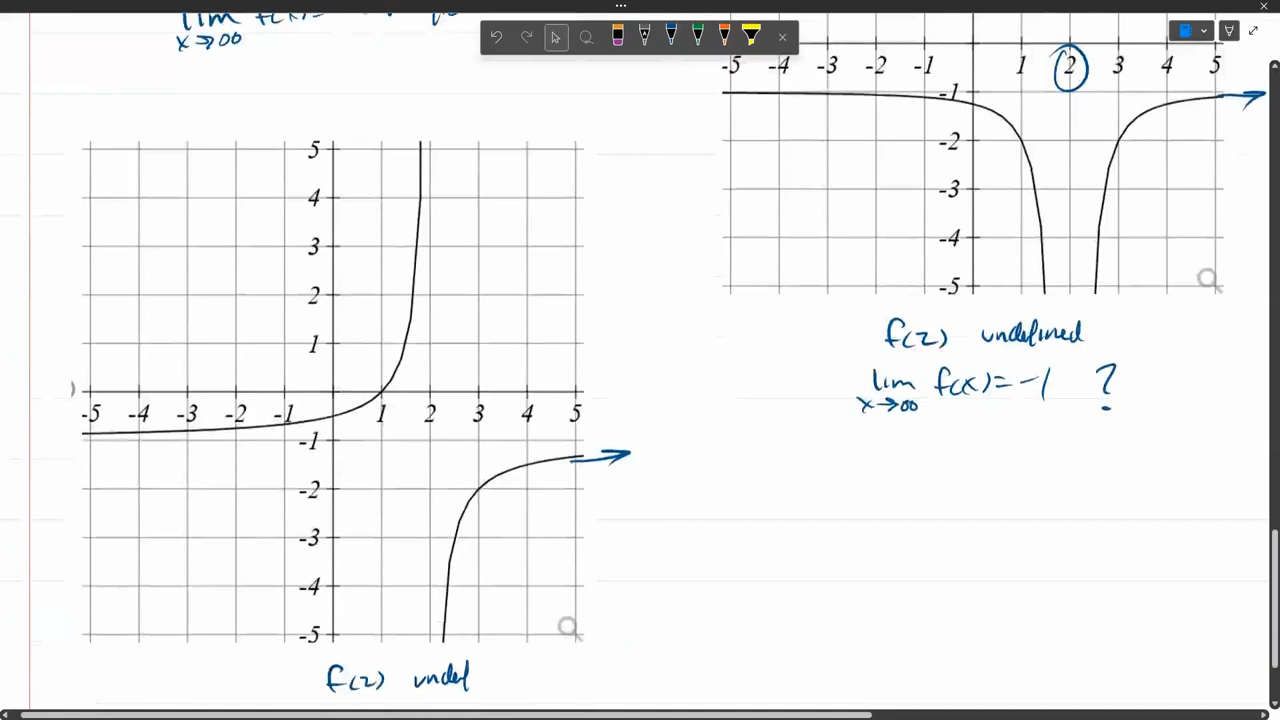 lim f(x) =
x→∞
-5 -4 -3 -2 -1 1 2 3 4 5
-1
-2
-3
-4
-5
f(2) undefined
lim f(x) = -1 ?
x→∞
5
4
3
2
1
)
-5 -4 -3 -2 -1 1 2 3 4 5
-1
-2
-3
-4
-5
f(2) undef